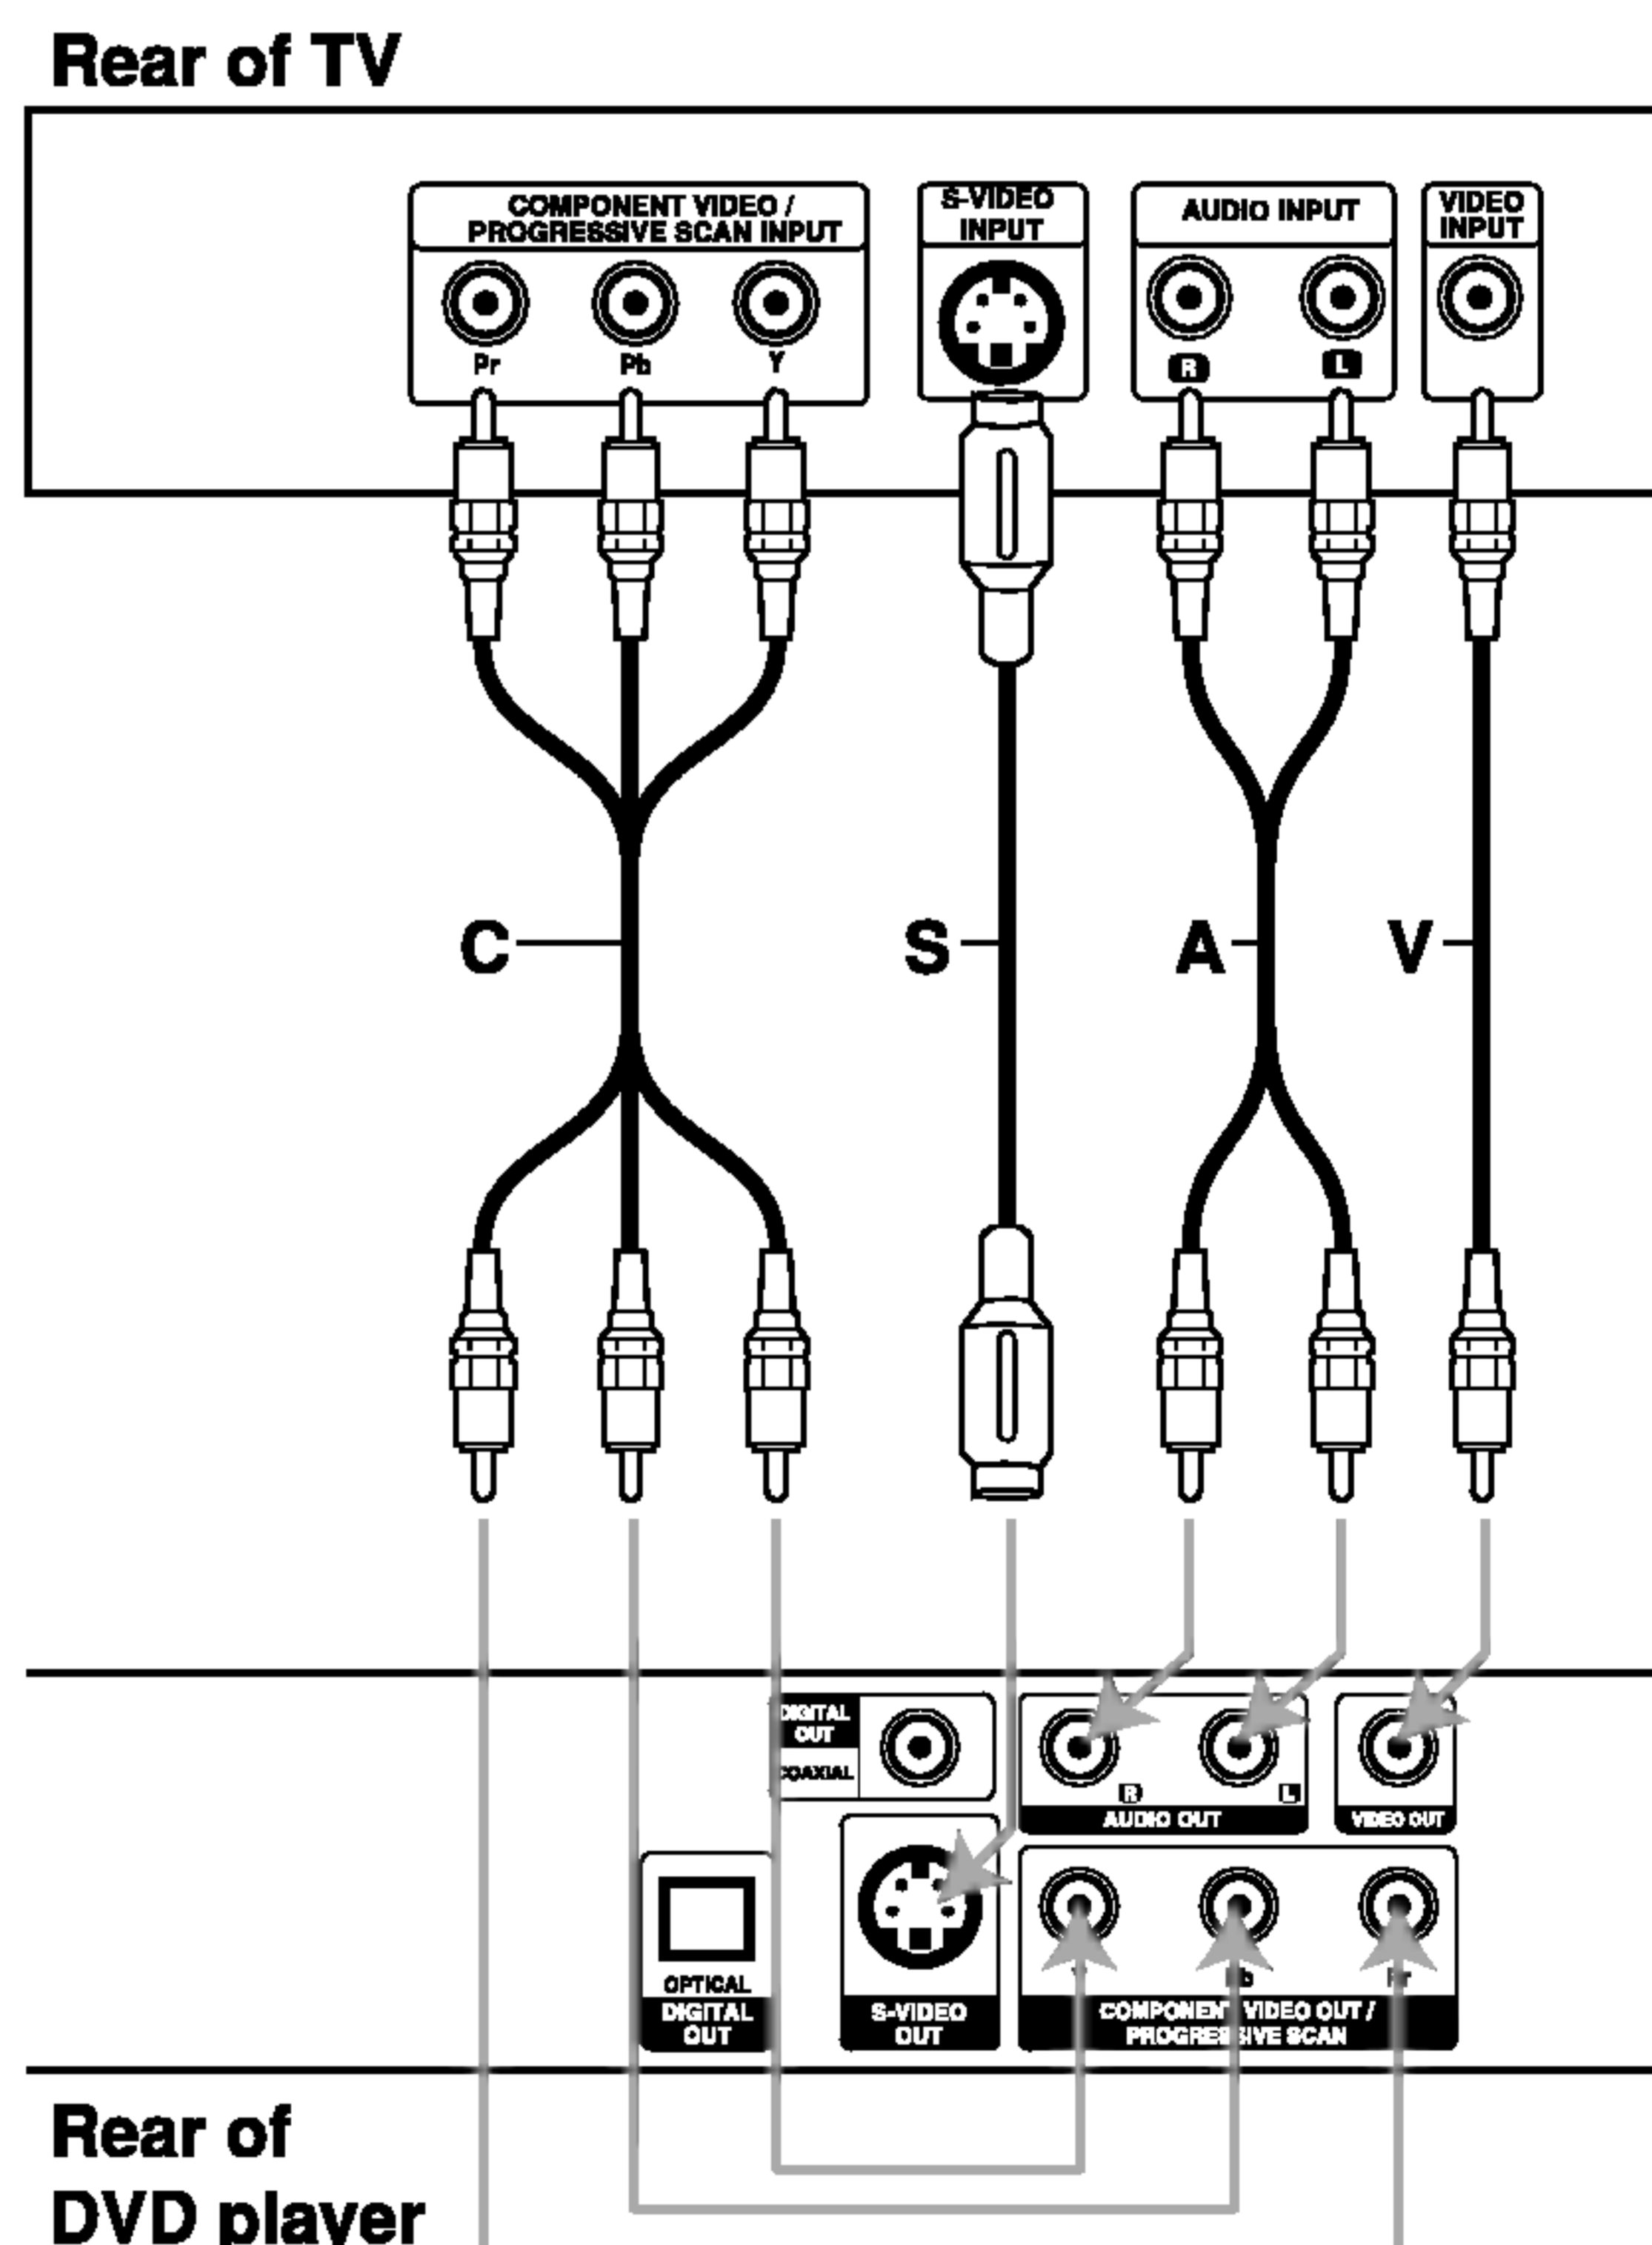 Rear of TV
COMPONENT VIDEO /
PROGRESSIVE SCAN INPUT
Pr Pb Y
S-VIDEO
INPUT
AUDIO INPUT
R L
VIDEO
INPUT
C S A V
DIGITAL
OUT
COAXIAL
R L
AUDIO OUT
VIDEO OUT
OPTICAL
DIGITAL
OUT
S-VIDEO
OUT
Pb Pr
COMPONENT VIDEO OUT /
PROGRESSIVE SCAN
Rear of
DVD player